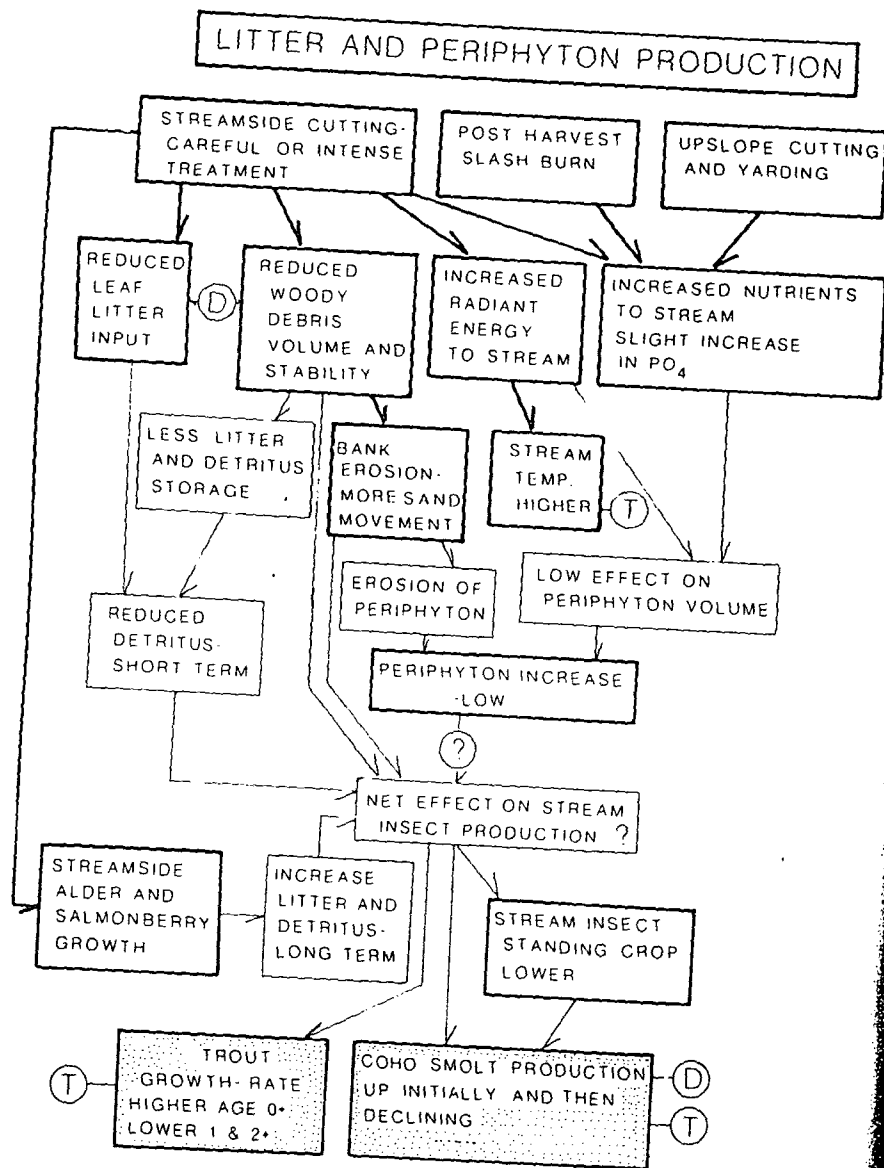 LITTER AND PERIPHYTON PRODUCTION
STREAMSIDE CUTTING-
CAREFUL OR INTENSE
TREATMENT
POST HARVEST
SLASH BURN
UPSLOPE CUTTING
AND YARDING
REDUCED
LEAF
LITTER
INPUT
D
REDUCED
WOODY
DEBRIS
VOLUME AND
STABILITY
INCREASED
RADIANT
ENERGY
TO STREAM
INCREASED NUTRIENTS
TO STREAM
SLIGHT INCREASE
IN PO₄
LESS LITTER
AND DETRITUS
STORAGE
BANK
EROSION-
MORE SAND
MOVEMENT
STREAM
TEMP.
HIGHER
T
REDUCED
DETRITUS-
SHORT TERM
EROSION OF
PERIPHYTON
LOW EFFECT ON
PERIPHYTON VOLUME
PERIPHYTON INCREASE
-LOW
?
NET EFFECT ON STREAM
INSECT PRODUCTION ?
STREAMSIDE
ALDER AND
SALMONBERRY
GROWTH
INCREASE
LITTER AND
DETRITUS-
LONG TERM
STREAM INSECT
STANDING CROP
LOWER
T
TROUT
GROWTH-RATE
HIGHER AGE 0+
LOWER 1 & 2+
COHO SMOLT PRODUCTION
UP INITIALLY AND THEN
DECLINING
D
T